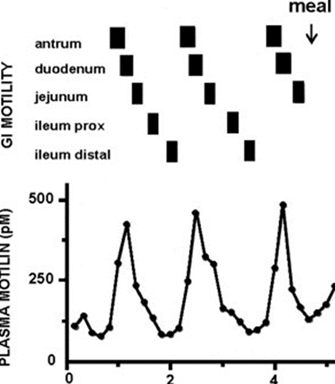 meal
antrum
duodenum
jejunum
ileum prox
ileum distal
GI MOTILITY
500
250
0
PLASMA MOTILIN (pM)
0 2 4